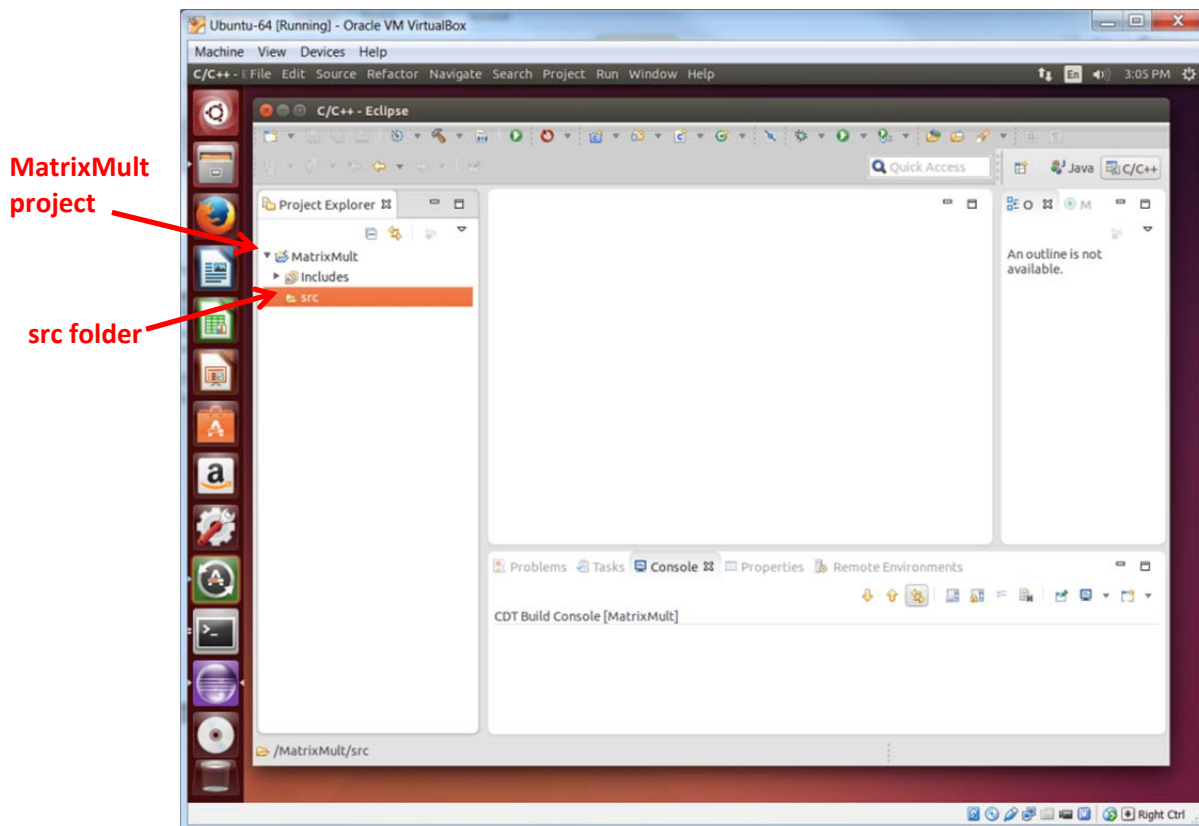 Ubuntu-64 [Running] - Oracle VM VirtualBox
Machine View Devices Help
C/C++ - E File Edit Source Refactor Navigate Search Project Run Window Help En 3:05 PM
C/C++ - Eclipse
Quick Access Java C/C++
MatrixMult
project
Project Explorer
O M
MatrixMult
Includes
src
src folder
An outline is not
available.
Problems Tasks Console Properties Remote Environments
CDT Build Console [MatrixMult]
/MatrixMult/src
Right Ctrl